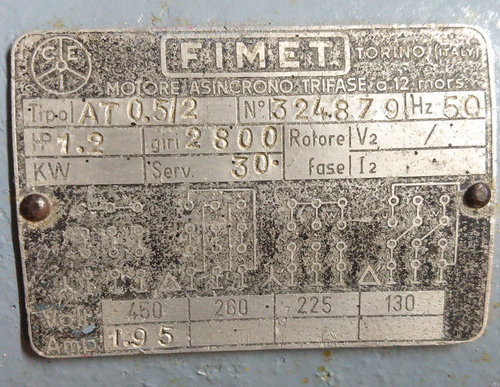 C E
FIMET TORINO (ITALY)
MOTORE ASINCRONO TRIFASE a 12 mors.
Tipo AT 0.5/2 N° 324879 Hz 50
HP 1.2 giri 2800 Rotore V2 /
KW Serv. 30· fase I2
Volt 450 260 225 130
Amp. 1.95